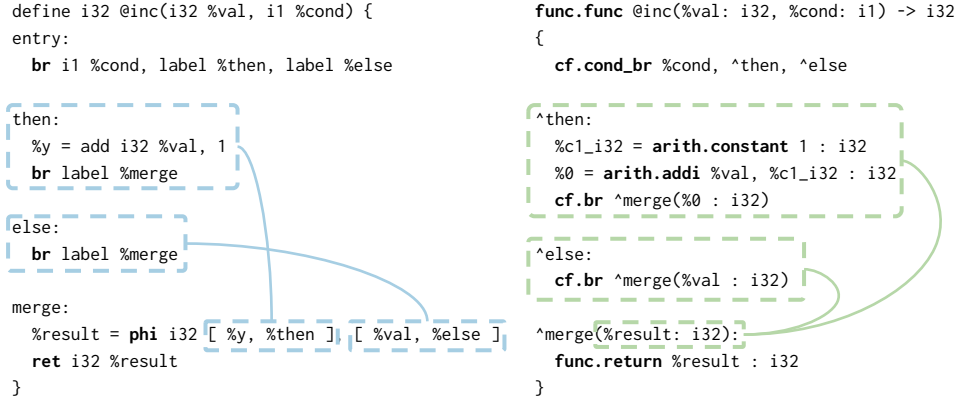 define i32 @inc(i32 %val, i1 %cond) {
entry:
br i1 %cond, label %then, label %else
then:
%y = add i32 %val, 1
br label %merge
else:
br label %merge
merge:
%result = phi i32 [ %y, %then ], [ %val, %else ]
ret i32 %result
}
func.func @inc(%val: i32, %cond: i1) -> i32
{
cf.cond_br %cond, ^then, ^else
^then:
%c1_i32 = arith.constant 1 : i32
%0 = arith.addi %val, %c1_i32 : i32
cf.br ^merge(%0 : i32)
^else:
cf.br ^merge(%val : i32)
^merge(%result: i32):
func.return %result : i32
}